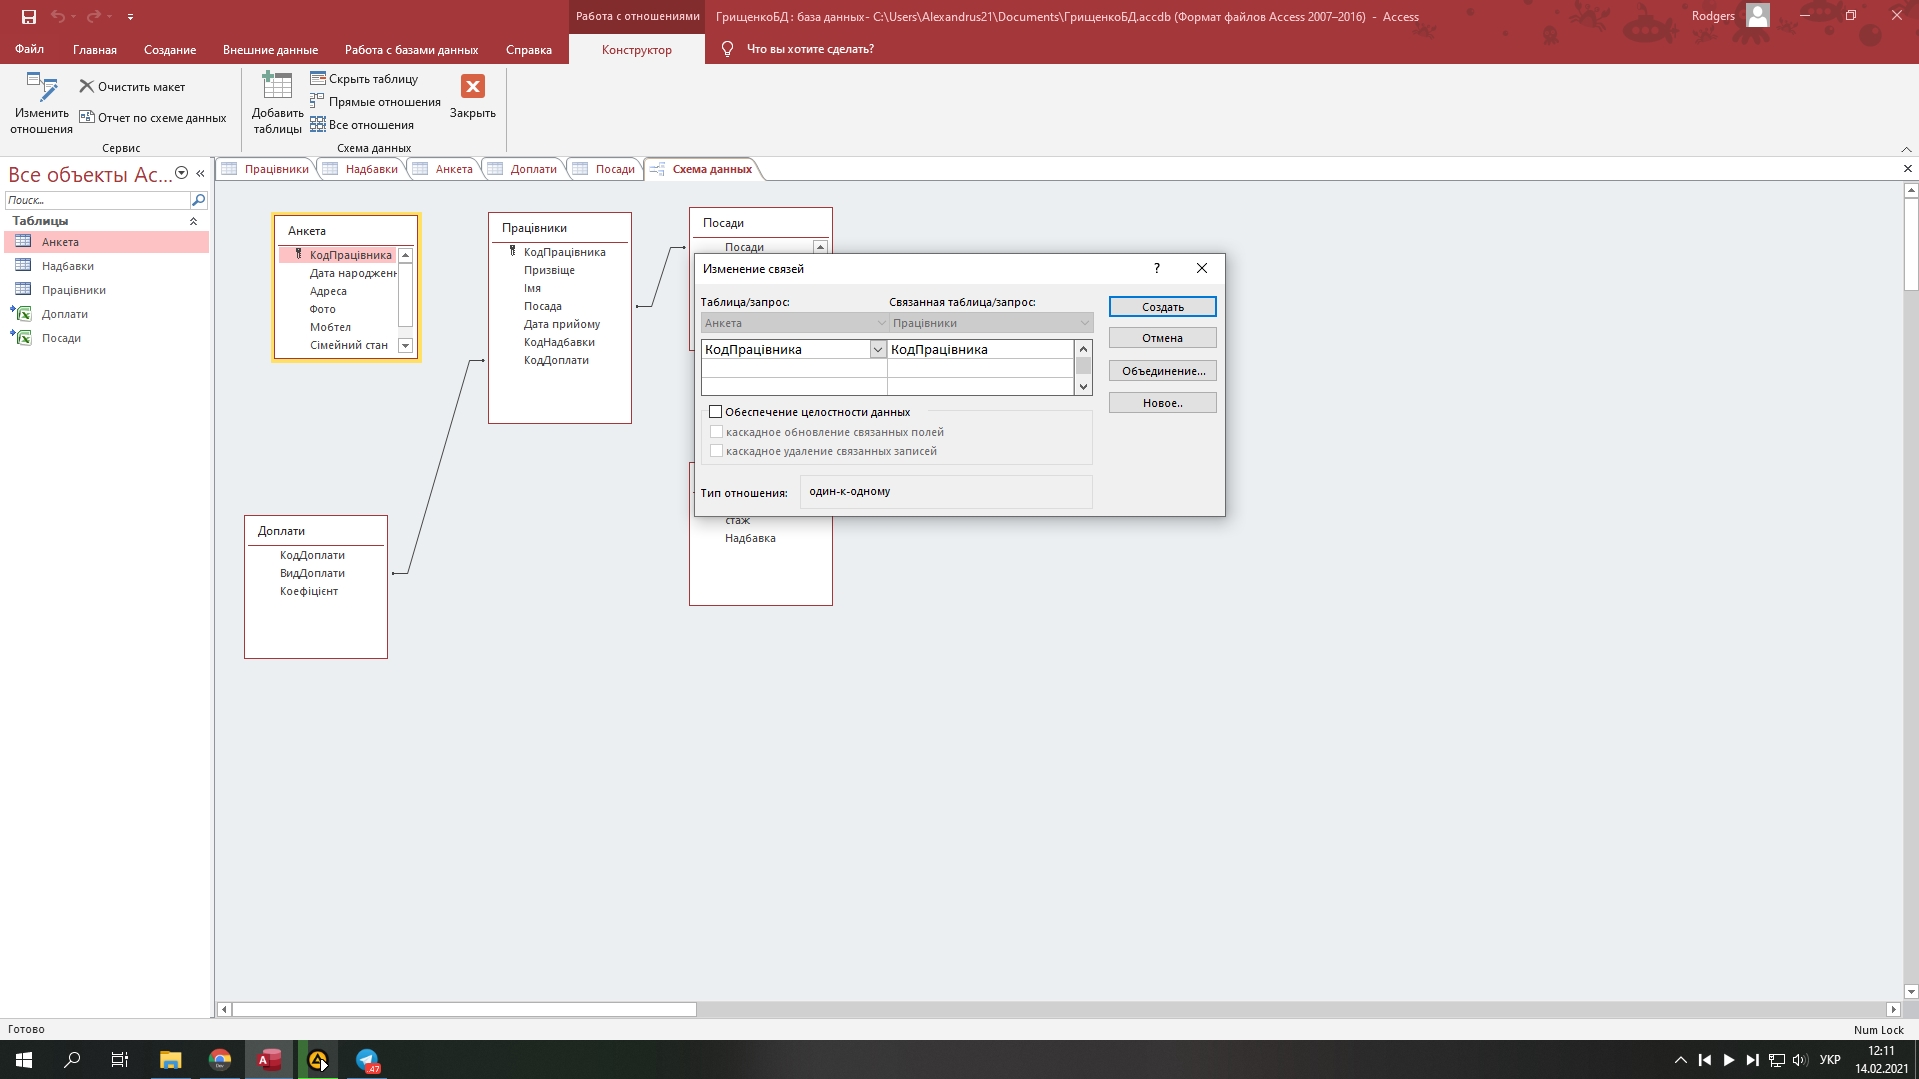 Работа с отношениями
ГрищенкоБД : база данных- C:\Users\Alexandrus21\Documents\ГрищенкоБД.accdb (Формат файлов Access 2007–2016) - Access
Rodgers
Файл
Главная
Создание
Внешние данные
Работа с базами данных
Справка
Конструктор
Что вы хотите сделать?
Изменить
отношения
Очистить макет
Отчет по схеме данных
Сервис
Добавить
таблицы
Скрыть таблицу
Прямые отношения
Все отношения
Закрыть
Схема данных
Все объекты Ac...
Поиск...
Таблицы
Анкета
Надбавки
Працівники
Доплати
Посади
Працівники
Надбавки
Анкета
Доплати
Посади
Схема данных
Анкета
КодПрацівника
Дата народжен
Адреса
Фото
Мобтел
Сімейний стан
Працівники
КодПрацівника
Призвіще
Імя
Посада
Дата прийому
КодНадбавки
КодДоплати
Посади
Посади
Доплати
КодДоплати
ВидДоплати
Коефіцієнт
стаж
Надбавка
Изменение связей
?
Таблица/запрос:
Связанная таблица/запрос:
Анкета
Працівники
КодПрацівника
КодПрацівника
Обеспечение целостности данных
каскадное обновление связанных полей
каскадное удаление связанных записей
Тип отношения:
один-к-одному
Создать
Отмена
Объединение...
Новое..
Готово
Num Lock
Dev
A
47
УКР
12:11
14.02.2021